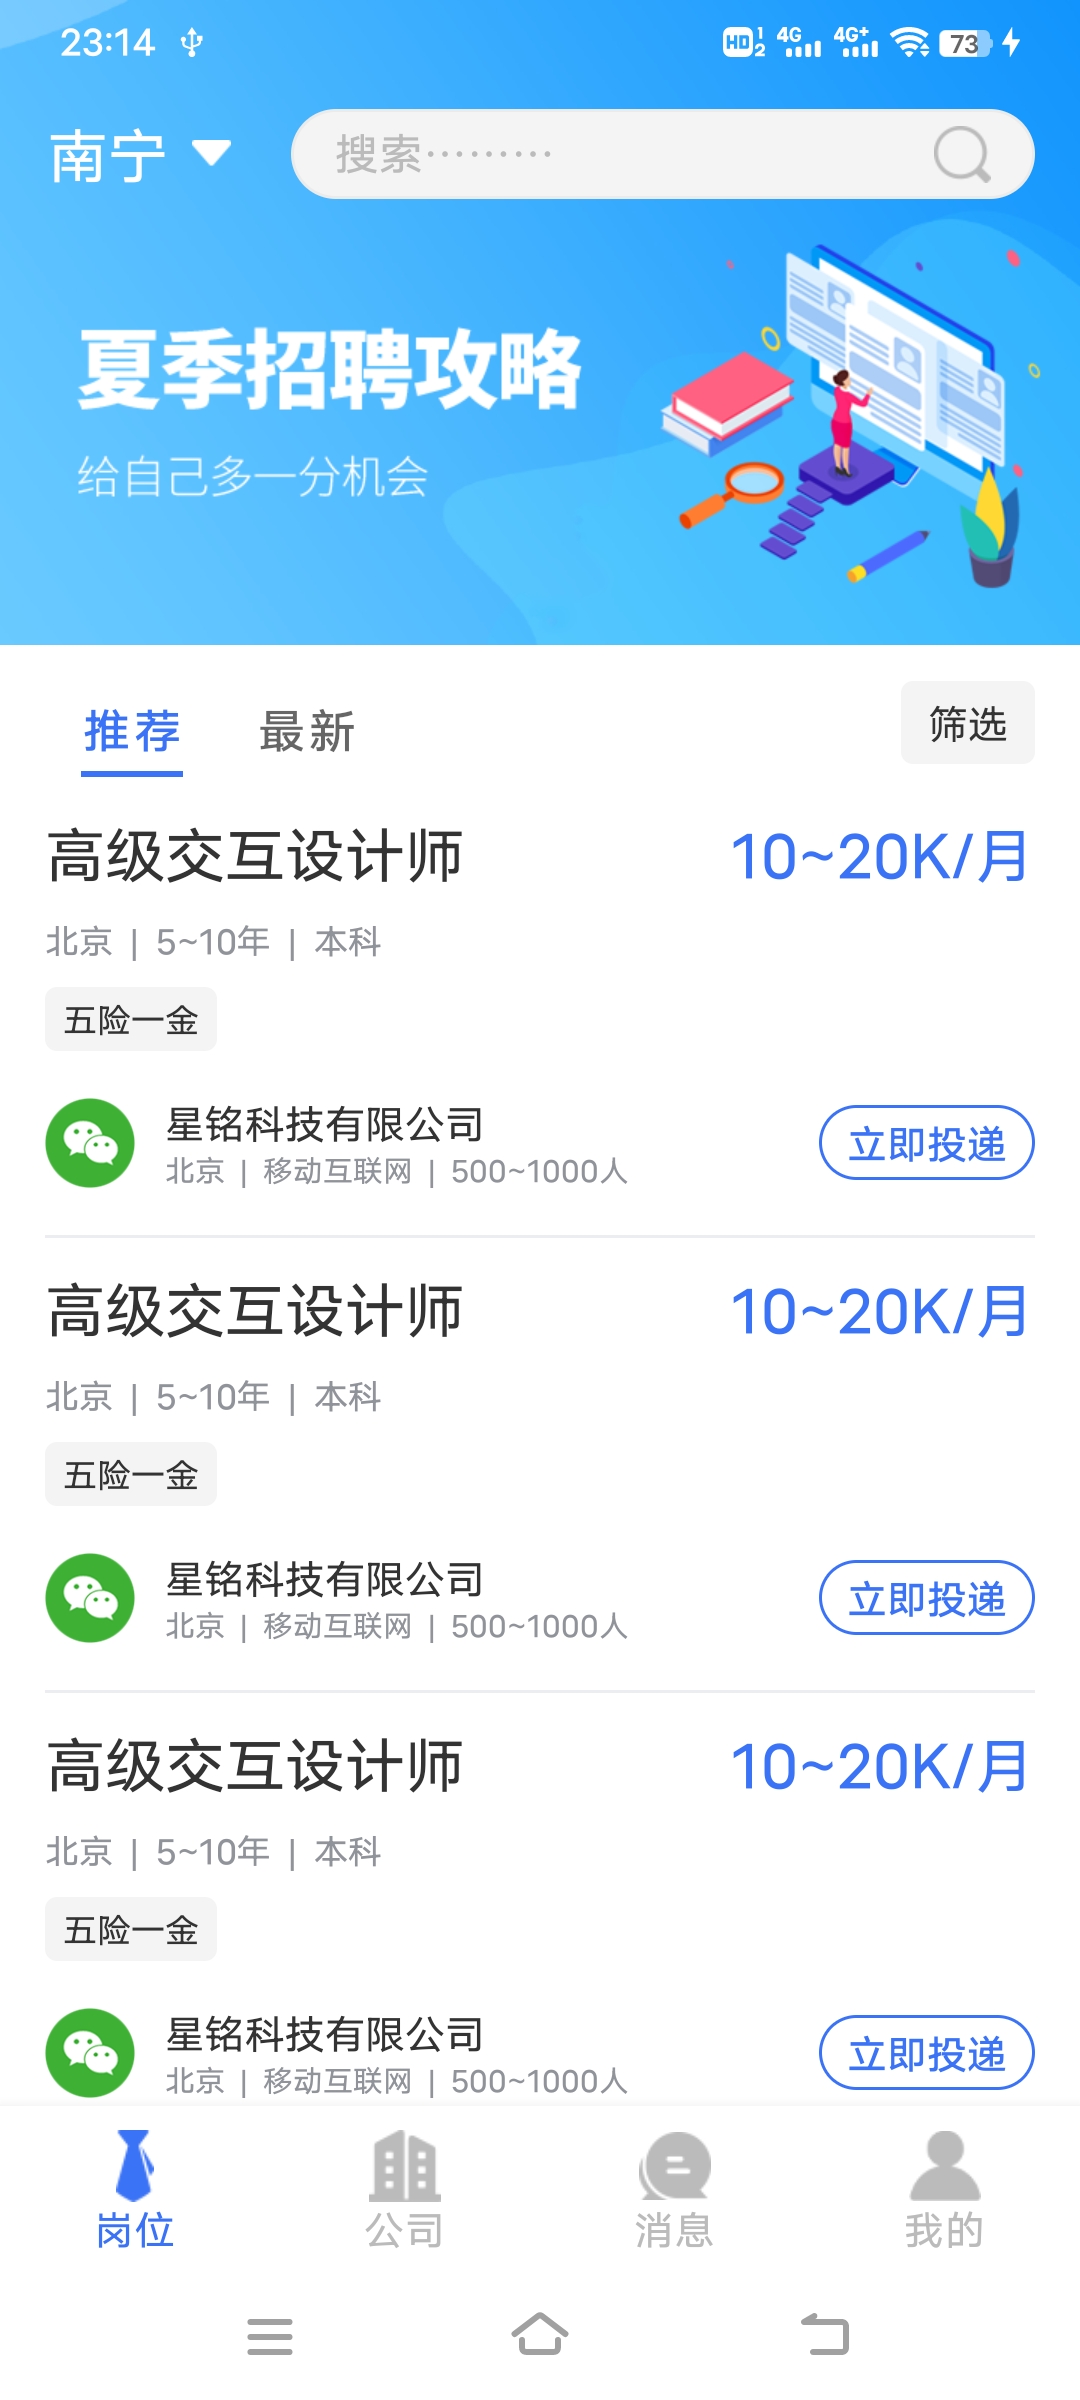 23:14 HD 1 2 4G 4G+ 73
南宁 搜索·········
夏季招聘攻略
给自己多一分机会
推荐 最新 筛选
高级交互设计师 10~20K/月
北京 | 5~10年 | 本科
五险一金
星铭科技有限公司
北京 | 移动互联网 | 500~1000人
立即投递
高级交互设计师 10~20K/月
北京 | 5~10年 | 本科
五险一金
星铭科技有限公司
北京 | 移动互联网 | 500~1000人
立即投递
高级交互设计师 10~20K/月
北京 | 5~10年 | 本科
五险一金
星铭科技有限公司
北京 | 移动互联网 | 500~1000人
立即投递
岗位 公司 消息 我的